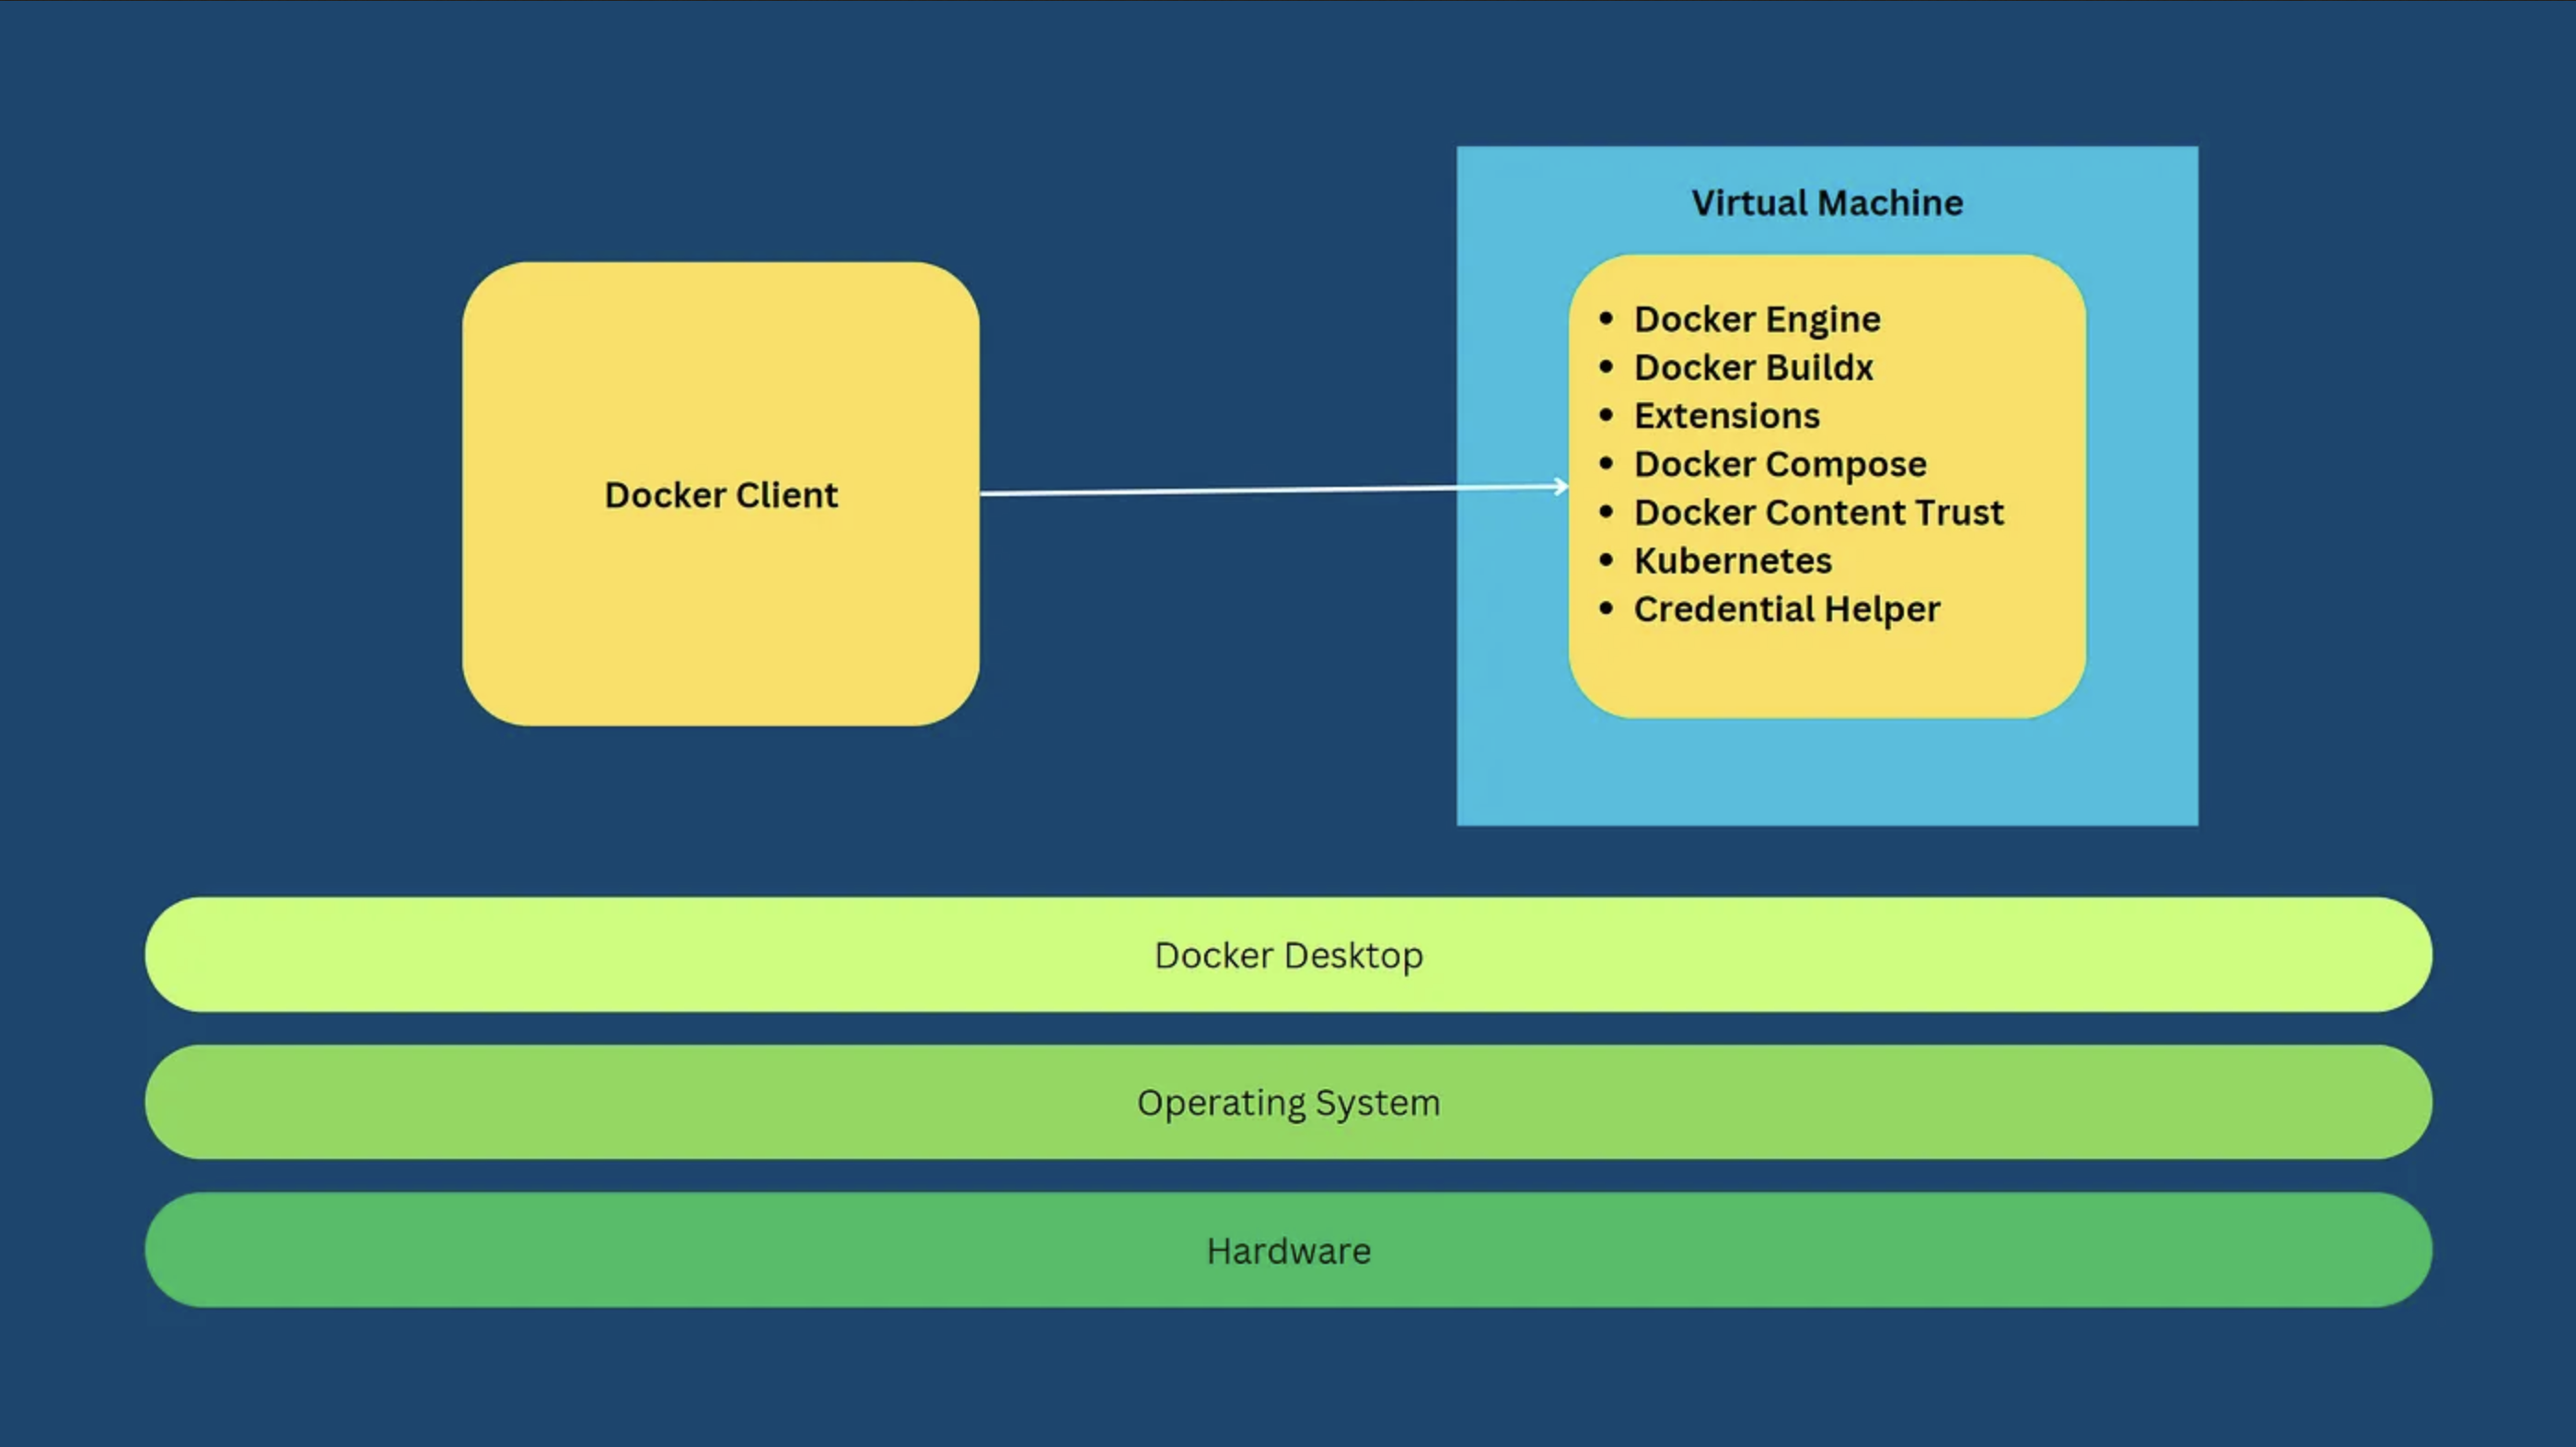 Virtual Machine
Docker Client
• Docker Engine
• Docker Buildx
• Extensions
• Docker Compose
• Docker Content Trust
• Kubernetes
• Credential Helper
Docker Desktop
Operating System
Hardware